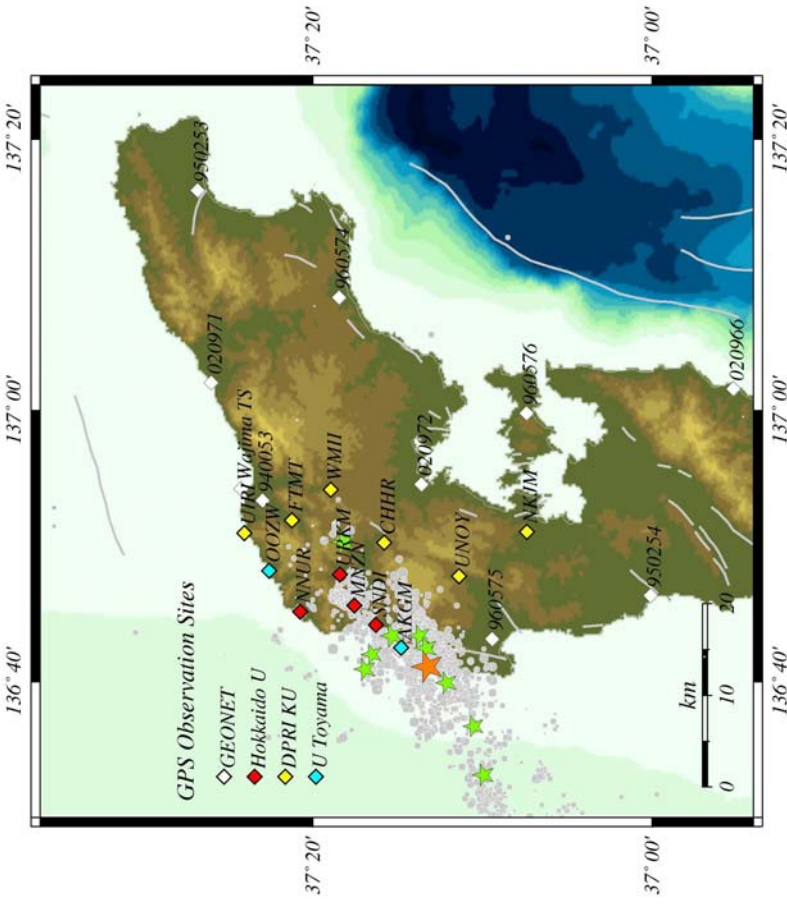 136° 40'
137° 00'
137° 20'
37° 20'
37° 20'
37° 00'
37° 00'
GPS Observation Sites
GEONET
Hokkaido U
DPRI KU
U Toyama
950253
020971
Wajima TS
UIRI
940053
OOZW
FTMT
NNUR
WMII
960574
URKM
MNZN
SNDI
CHHR
AKGM
020972
UNOY
960575
NKJM
960576
950254
020966
km
0
10
20
136° 40'
137° 00'
137° 20'